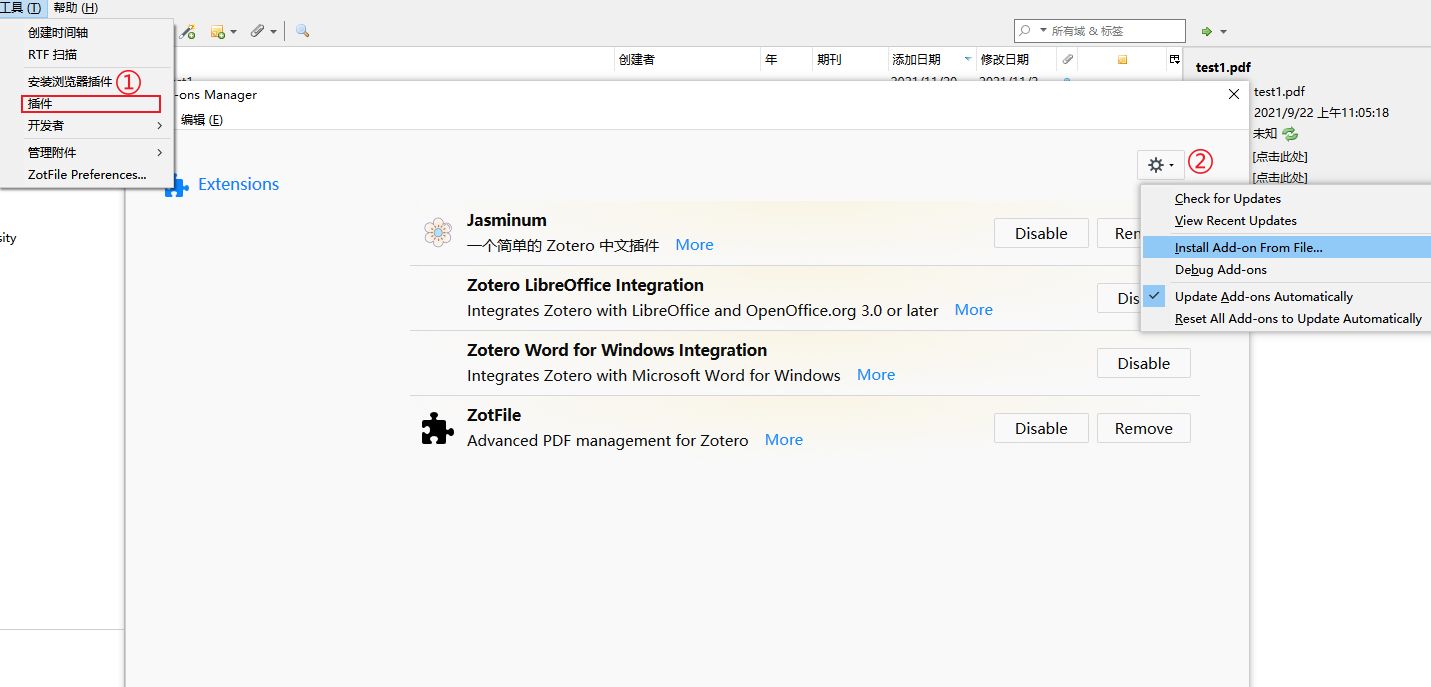 工具 (T) 帮助 (H)
创建时间轴
RTF 扫描
安装浏览器插件 ①
插件
开发者
管理附件
ZotFile Preferences...
所有域 & 标签
创建者 年 期刊 添加日期 修改日期
test1.pdf
test1.pdf
2021/9/22 上午11:05:18
未知
[点击此处]
[点击此处]
-ons Manager
编辑 (E)
②
Extensions
Check for Updates
View Recent Updates
Install Add-on From File...
Debug Add-ons
Update Add-ons Automatically
Reset All Add-ons to Update Automatically
Jasminum
一个简单的 Zotero 中文插件 More
Disable Ren
Zotero LibreOffice Integration
Integrates Zotero with LibreOffice and OpenOffice.org 3.0 or later More
Dis
Zotero Word for Windows Integration
Integrates Zotero with Microsoft Word for Windows More
Disable
ZotFile
Advanced PDF management for Zotero More
Disable Remove
sity